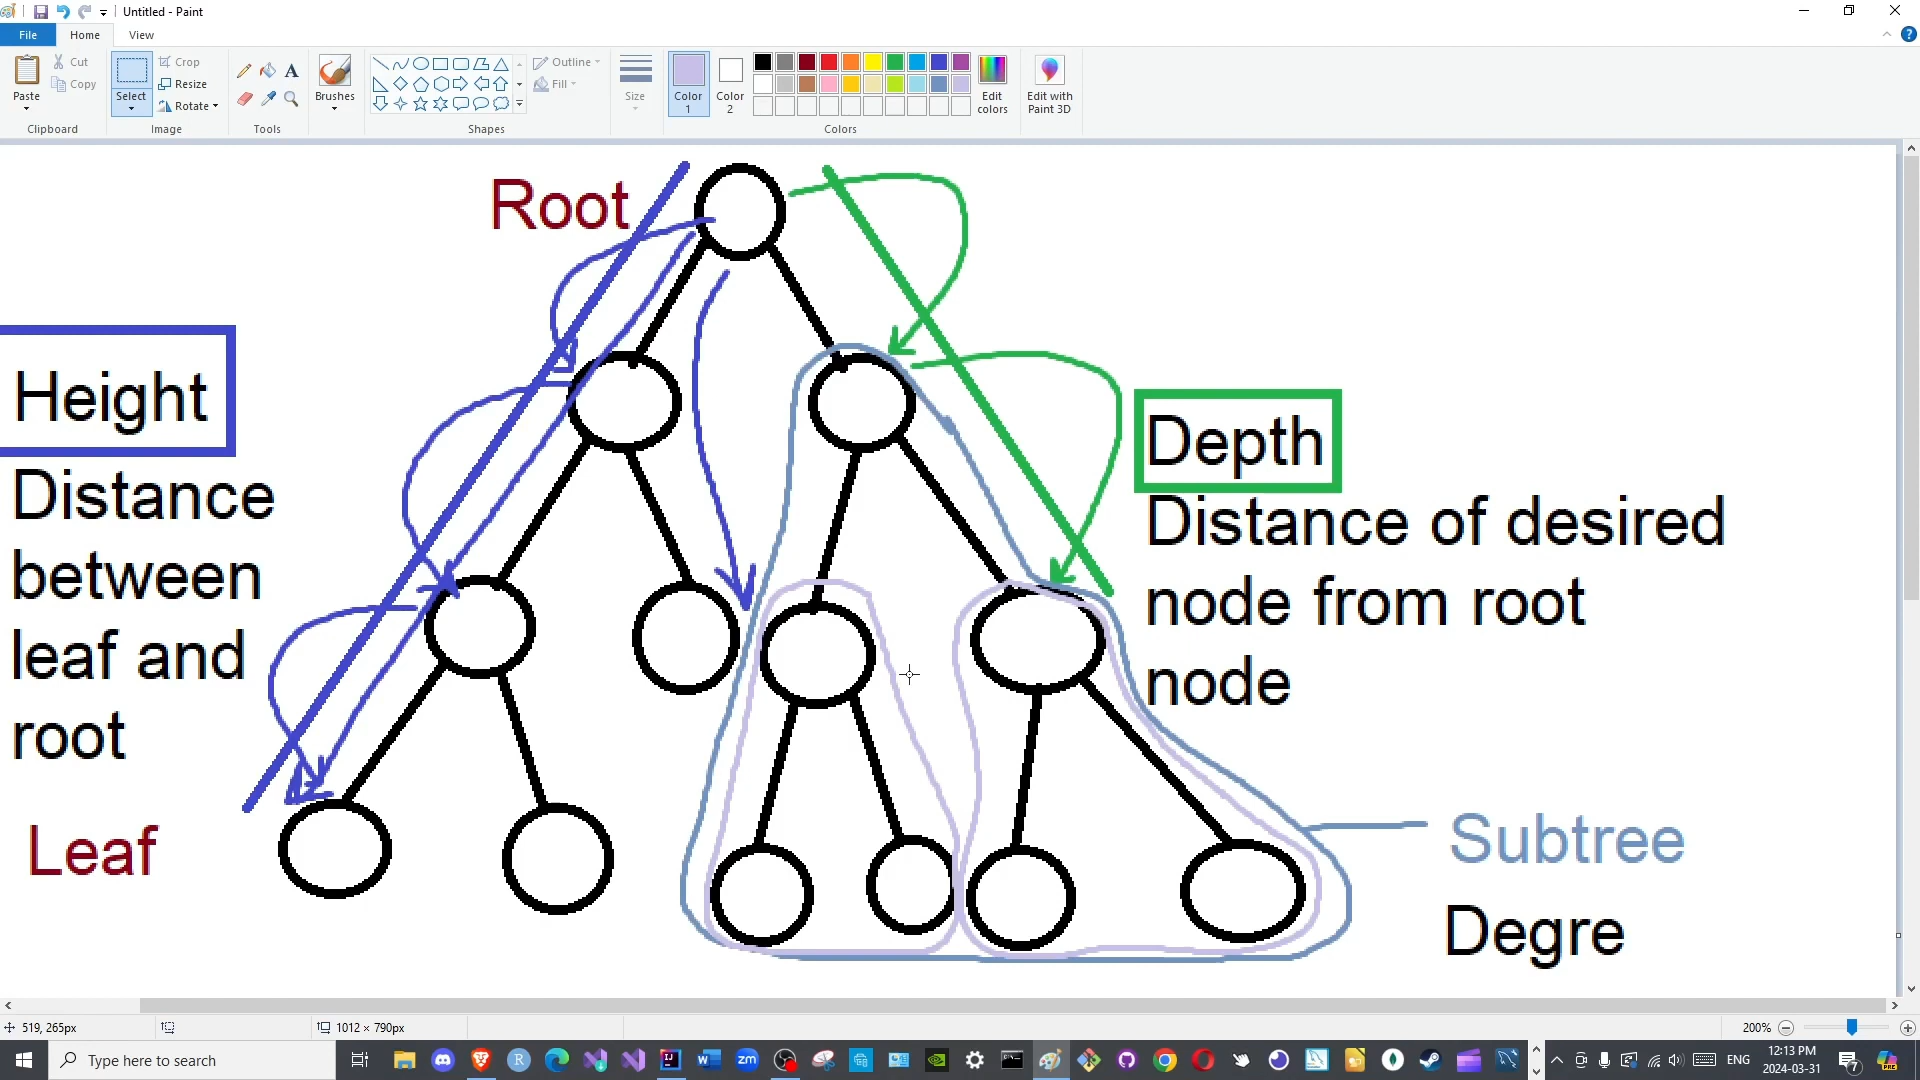 Untitled - Paint
File
Home
View
Paste
Cut
Copy
Clipboard
Select
Crop
Resize
Rotate
Image
Tools
Brushes
Shapes
Outline
Fill
Size
Color 1
Color 2
Edit colors
Colors
Edit with Paint 3D
Root
Height
Distance
between
leaf and
root
Leaf
Depth
Distance of desired
node from root
node
Subtree
Degre
519, 265px
1012 × 790px
200%
Type here to search
ENG
12:13 PM
2024-03-31